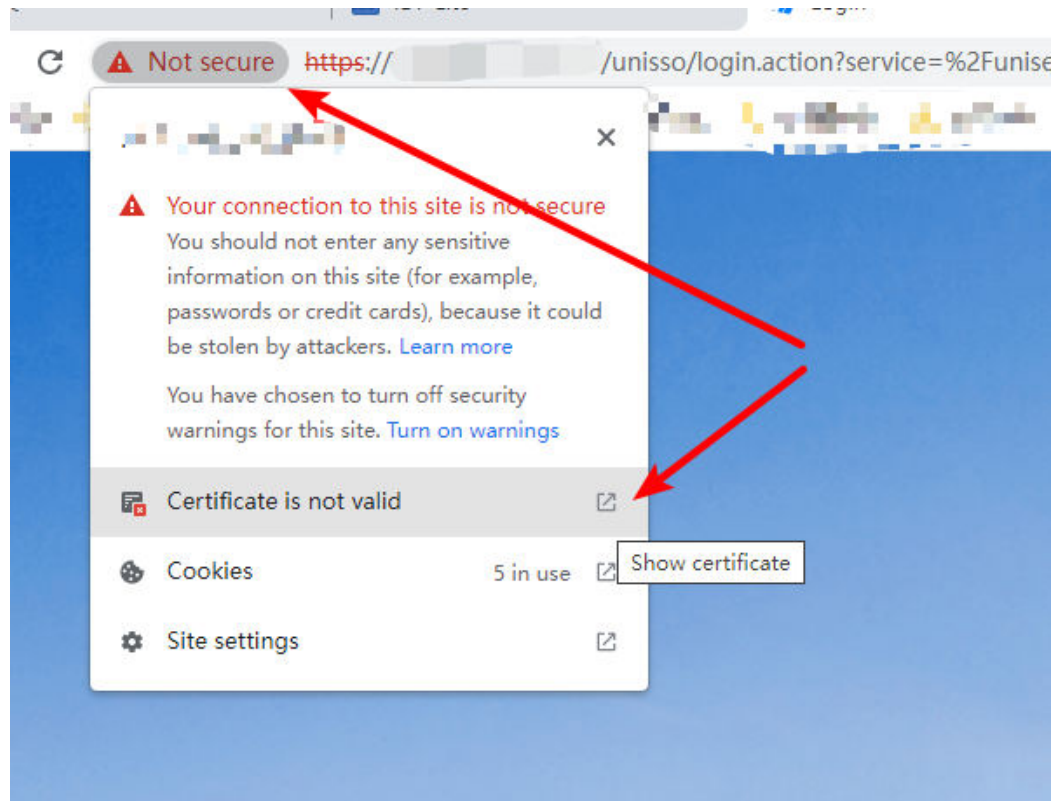 Not secure https:// /unisso/login.action?service=%2Funise
Your connection to this site is not secure
You should not enter any sensitive
information on this site (for example,
passwords or credit cards), because it could
be stolen by attackers. Learn more
You have chosen to turn off security
warnings for this site. Turn on warnings
Certificate is not valid
Cookies 5 in use
Show certificate
Site settings